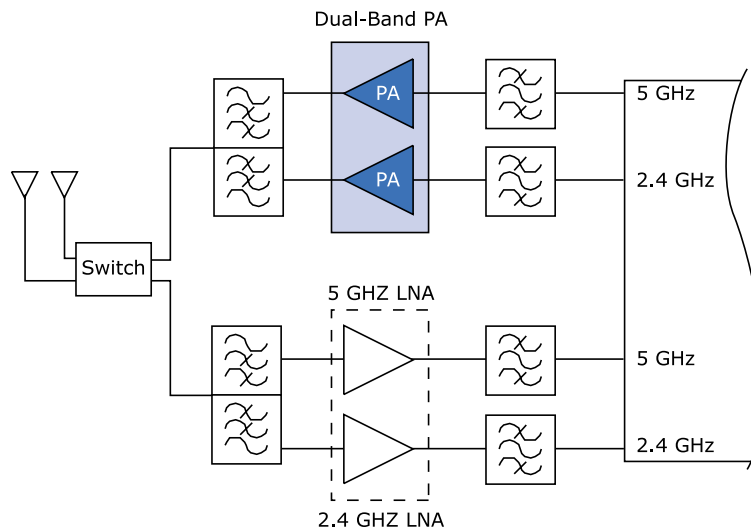 Dual-Band PA
PA
5 GHz
PA
2.4 GHz
Switch
5 GHZ LNA
5 GHz
2.4 GHz
2.4 GHZ LNA